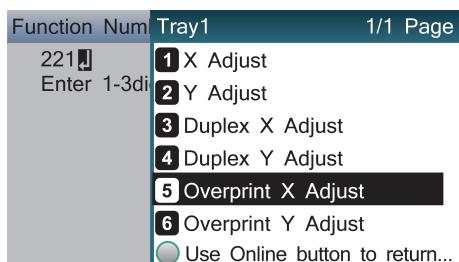 Function Num
221
Enter 1-3di
Tray1 1/1 Page
1 X Adjust
2 Y Adjust
3 Duplex X Adjust
4 Duplex Y Adjust
5 Overprint X Adjust
6 Overprint Y Adjust
Use Online button to return...